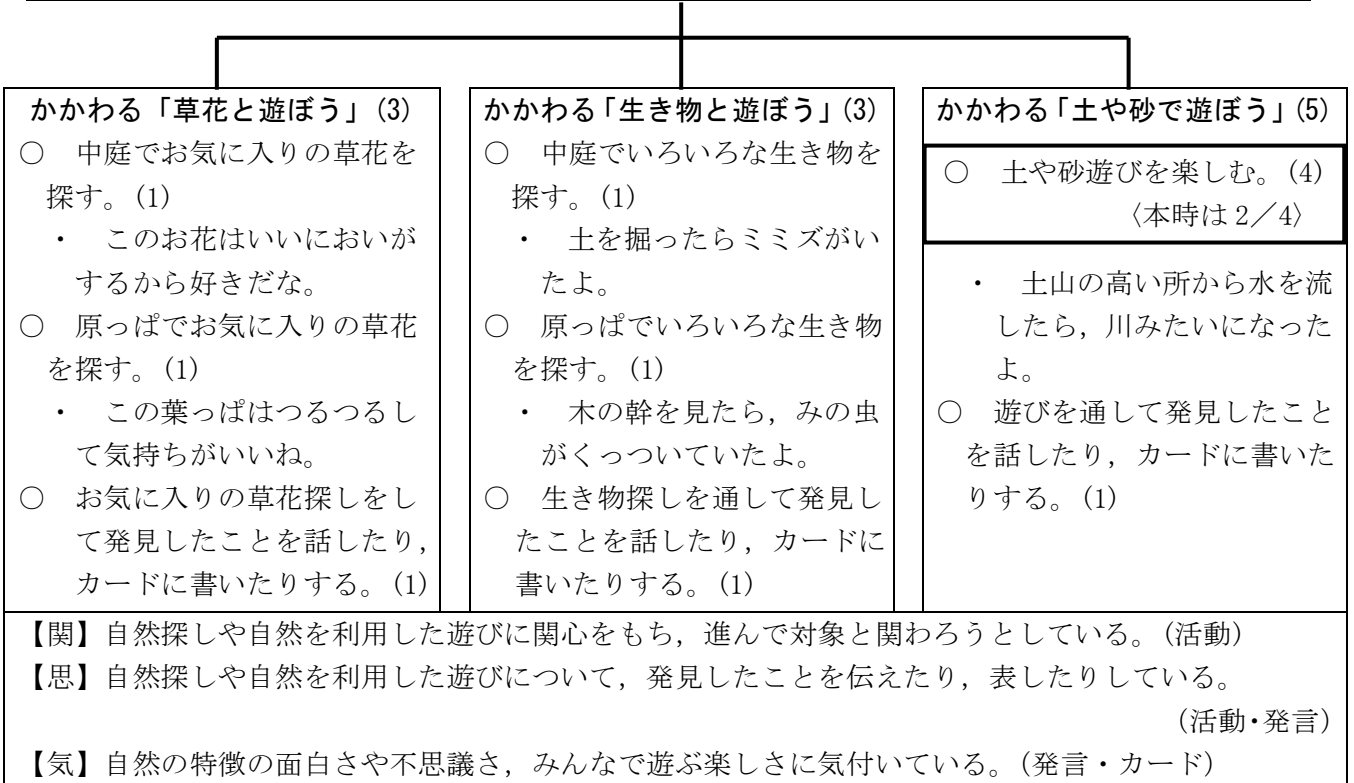 かかわる「草花と遊ぼう」(3)
○ 中庭でお気に入りの草花を
探す。(1)
・ このお花はいいにおいが
するから好きだな。
○ 原っぱでお気に入りの草花
を探す。(1)
・ この葉っぱはつるつるし
て気持ちがいいね。
○ お気に入りの草花探しをし
て発見したことを話したり，
カードに書いたりする。(1)
かかわる「生き物と遊ぼう」(3)
○ 中庭でいろいろな生き物を
探す。(1)
・ 土を掘ったらミミズがい
たよ。
○ 原っぱでいろいろな生き物
を探す。(1)
・ 木の幹を見たら，みの虫
がくっついていたよ。
○ 生き物探しを通して発見し
たことを話したり，カードに
書いたりする。(1)
かかわる「土や砂で遊ぼう」(5)
○ 土や砂遊びを楽しむ。(4)
〈本時は 2／4〉
・ 土山の高い所から水を流
したら，川みたいになった
よ。
○ 遊びを通して発見したこと
を話したり，カードに書いた
りする。(1)
【関】自然探しや自然を利用した遊びに関心をもち，進んで対象と関わろうとしている。(活動)
【思】自然探しや自然を利用した遊びについて，発見したことを伝えたり，表したりしている。
(活動・発言)
【気】自然の特徴の面白さや不思議さ，みんなで遊ぶ楽しさに気付いている。(発言・カード)